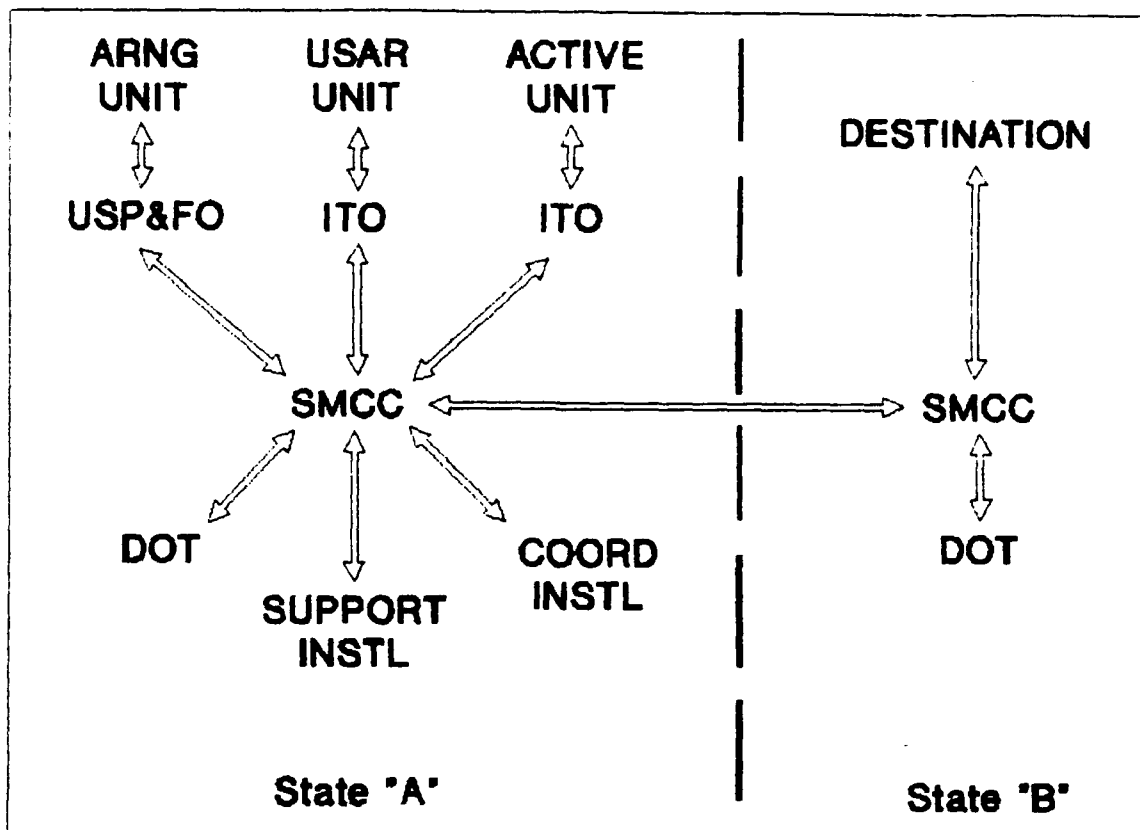 ARNG
UNIT
USAR
UNIT
ACTIVE
UNIT
DESTINATION
USP&FO
ITO
ITO
SMCC
SMCC
DOT
SUPPORT
INSTL
COORD
INSTL
DOT
State "A"
State "B"